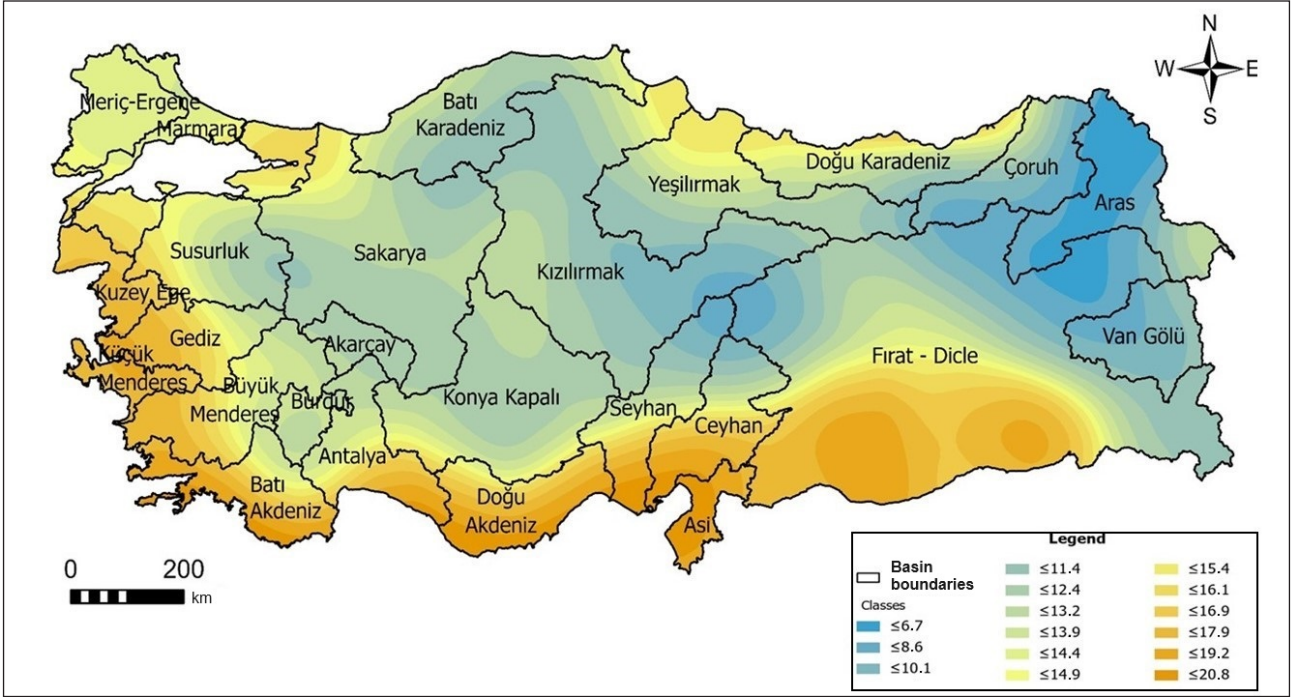 N
W E
S
Meriç-Ergene
Marmara
Batı
Karadeniz
Doğu Karadeniz
Çoruh
Yeşilırmak
Aras
Susurluk
Sakarya
Kızılırmak
Kuzey Ege
Gediz
Akarçay
Van Gölü
Küçük
Menderes
Fırat - Dicle
Büyük
Menderes
Burdur
Konya Kapalı
Seyhan
Ceyhan
Antalya
Batı
Akdeniz
Doğu
Akdeniz
Asi
0 200
km
Legend
Basin
boundaries
Classes
≤6.7
≤8.6
≤10.1
≤11.4
≤12.4
≤13.2
≤13.9
≤14.4
≤14.9
≤15.4
≤16.1
≤16.9
≤17.9
≤19.2
≤20.8